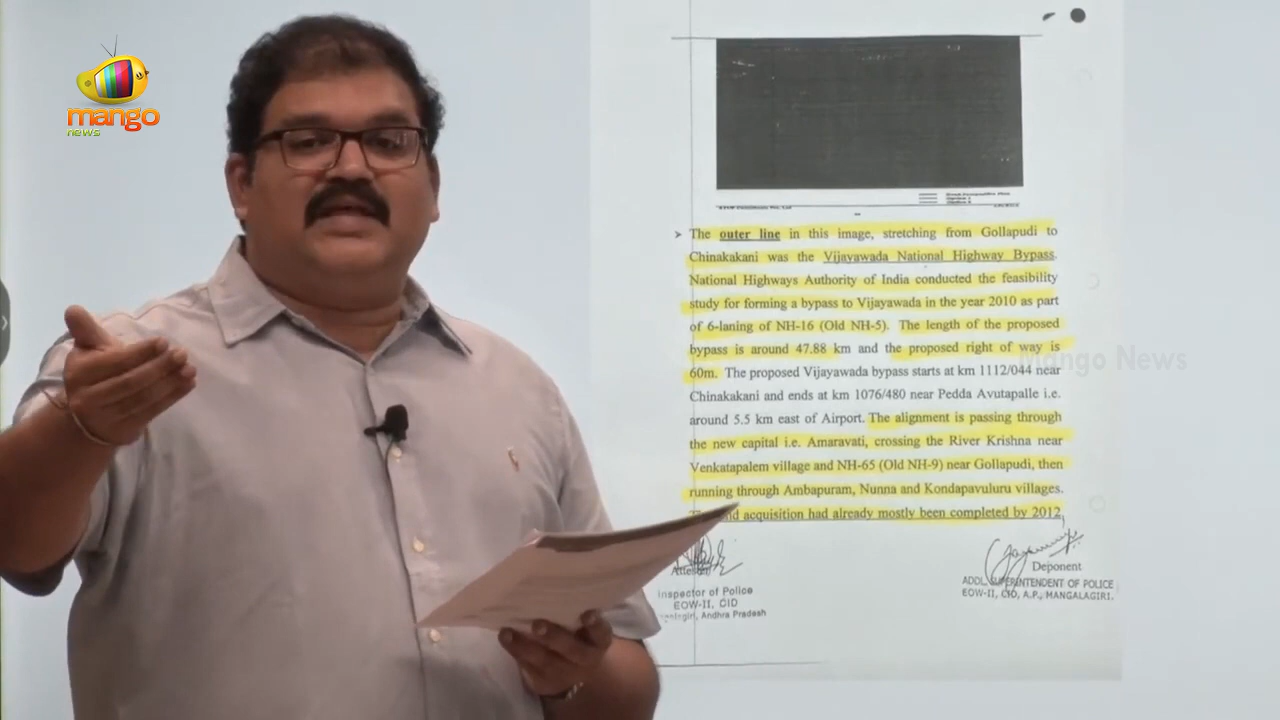 mango
news
The outer line in this image, stretching from Gollapudi to
Chinakakani was the Vijayawada National Highway Bypass.
National Highways Authority of India conducted the feasibility
study for forming a bypass to Vijayawada in the year 2010 as part
of 6-laning of NH-16 (Old NH-5). The length of the proposed
bypass is around 47.88 km and the proposed right of way is
60m. The proposed Vijayawada bypass starts at km 1112/044 near
Chinakakani and ends at km 1076/480 near Pedda Avutapalle i.e.
around 5.5 km east of Airport. The alignment is passing through
the new capital i.e. Amaravati, crossing the River Krishna near
Venkatapalem village and NH-65 (Old NH-9) near Gollapudi, then
running through Ambapuram, Nunna and Kondapavuluru villages.
acquisition had already mostly been completed by 2012
Mango News
Deponent
Inspector of Police
EOW-II, CID
Andhra Pradesh
ADDL. SUPERINTENDENT OF POLICE
EOW-II, CID, A.P., MANGALAGIRI.